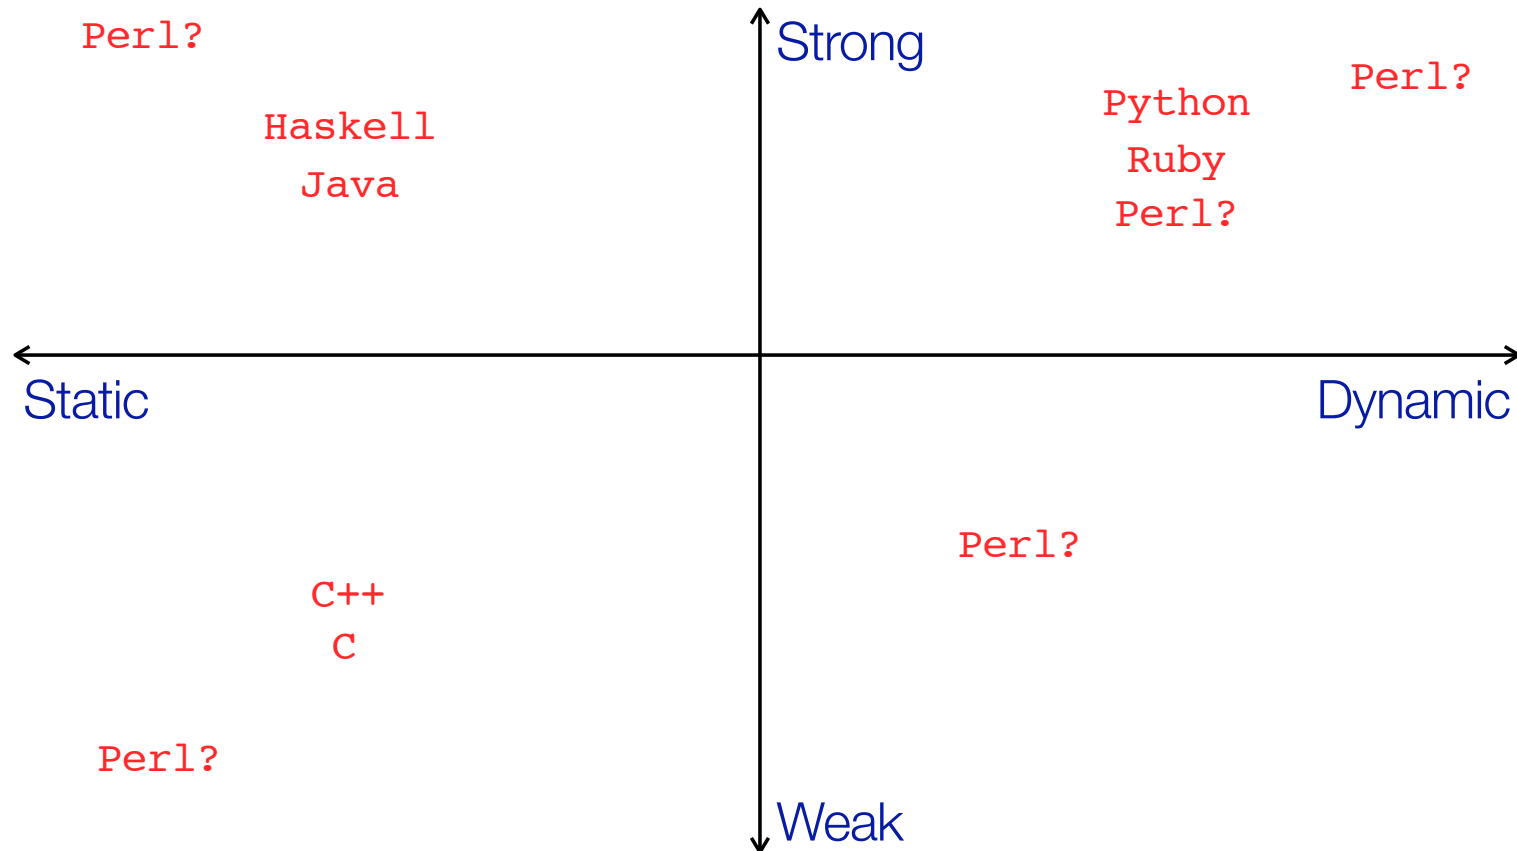 Perl?
Strong
Perl?
Python
Haskell
Ruby
Java
Perl?
Static
Dynamic
Perl?
C++
C
Perl?
Weak